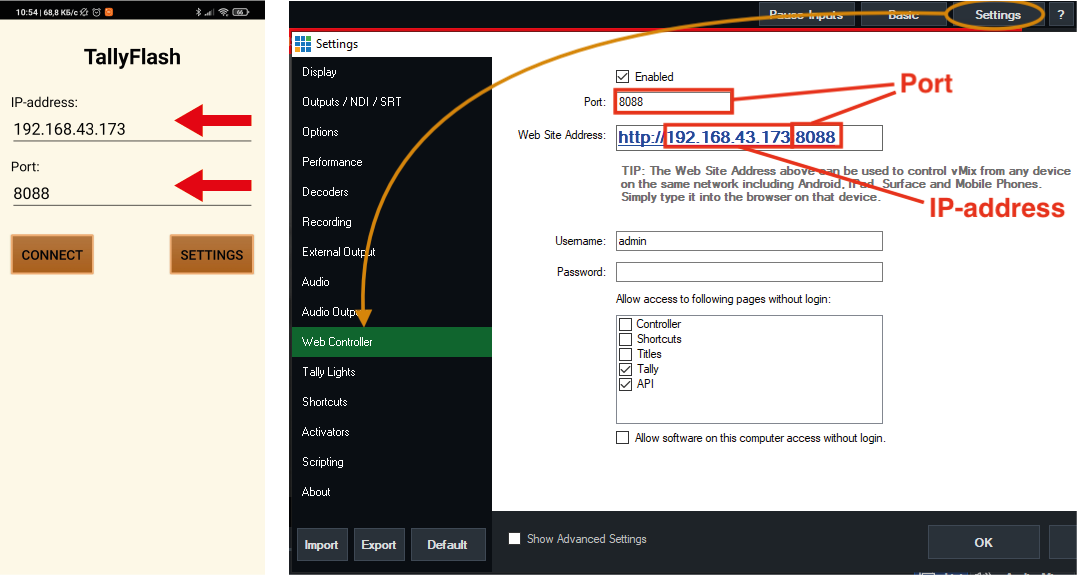 10:54 | 68,8 КБ/с
66
TallyFlash
IP-address:
192.168.43.173
Port:
8088
CONNECT
SETTINGS
Pause Inputs
Basic
Settings
?
Settings
Display
Outputs / NDI / SRT
Options
Performance
Decoders
Recording
External Output
Audio
Audio Outputs
Web Controller
Tally Lights
Shortcuts
Activators
Scripting
About
Import
Export
Default
Enabled
Port:
8088
Port
Web Site Address:
http://192.168.43.173:8088
TIP: The Web Site Address above can be used to control vMix from any device
on the same network including Android, iPad, Surface and Mobile Phones.
Simply type it into the browser on that device.
IP-address
Username:
admin
Password:
Allow access to following pages without login:
Controller
Shortcuts
Titles
Tally
API
Allow software on this computer access without login.
Show Advanced Settings
OK